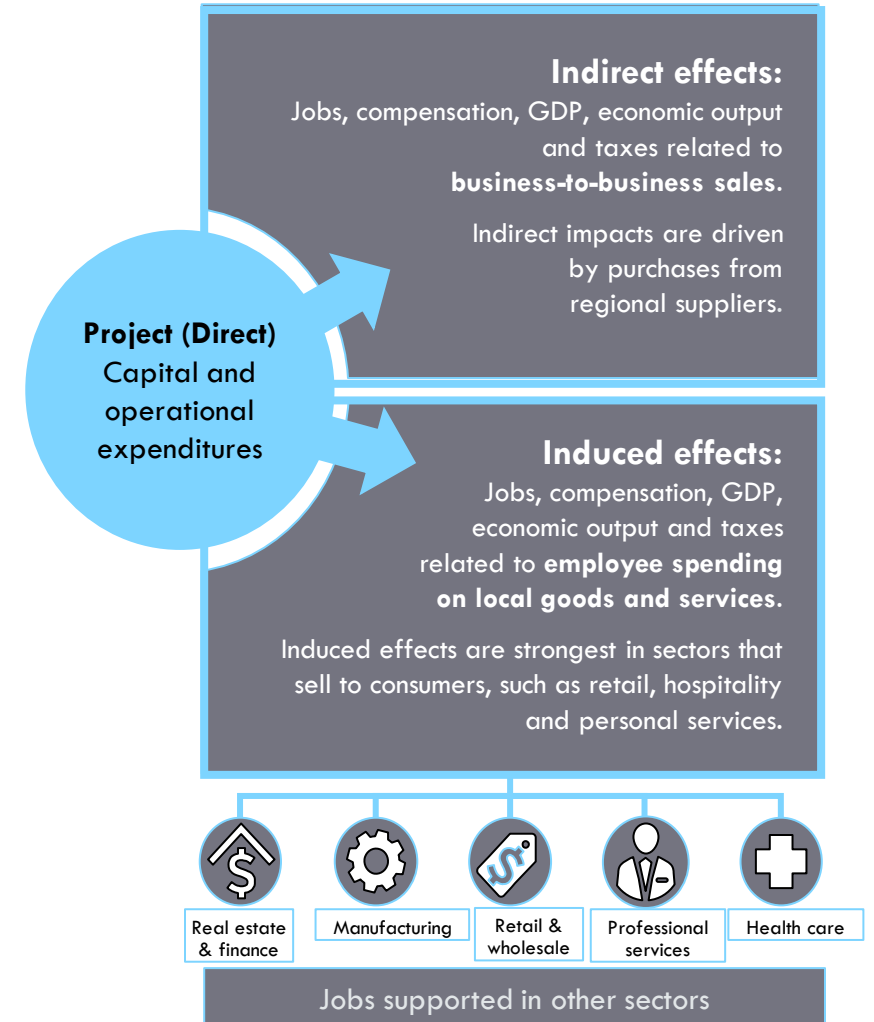 Indirect effects:
Jobs, compensation, GDP, economic output
and taxes related to
business-to-business sales.
Indirect impacts are driven
by purchases from
regional suppliers.
Project (Direct)
Capital and
operational
expenditures
Induced effects:
Jobs, compensation, GDP,
economic output and taxes
related to employee spending
on local goods and services.
Induced effects are strongest in sectors that
sell to consumers, such as retail, hospitality
and personal services.
$
$
Real estate
& finance
Manufacturing
Retail &
wholesale
Professional
services
Health care
Jobs supported in other sectors